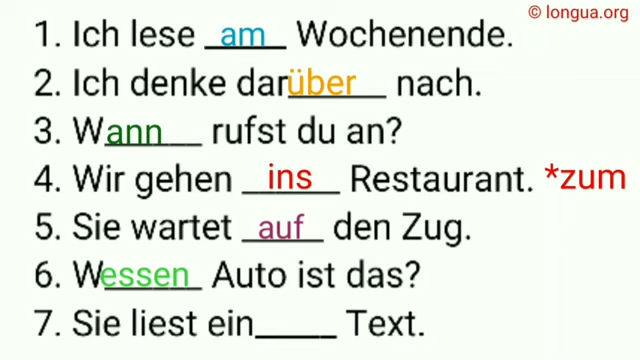 © longua.org
1. Ich lese am Wochenende.
2. Ich denke darüber nach.
3. Wann rufst du an?
4. Wir gehen ins Restaurant. *zum
5. Sie wartet auf den Zug.
6. Wessen Auto ist das?
7. Sie liest ein_____ Text.